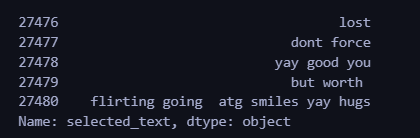 27476 lost
27477 dont force
27478 yay good you
27479 but worth
27480 flirting going atg smiles yay hugs
Name: selected_text, dtype: object